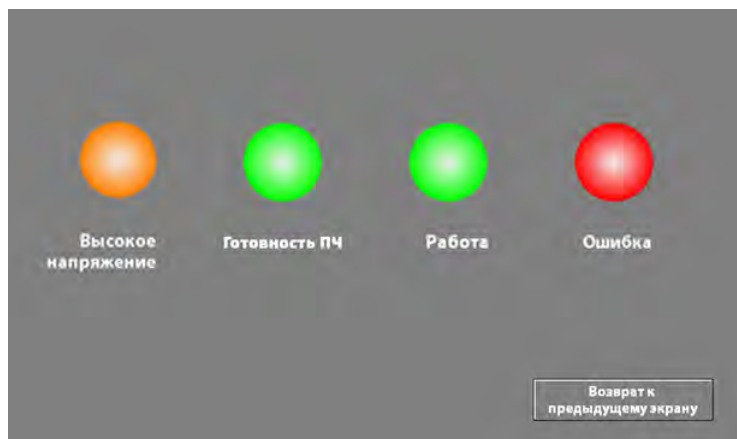 Высокое
напряжение
Готовность ПЧ
Работа
Ошибка
Возврат к
предыдущему экрану